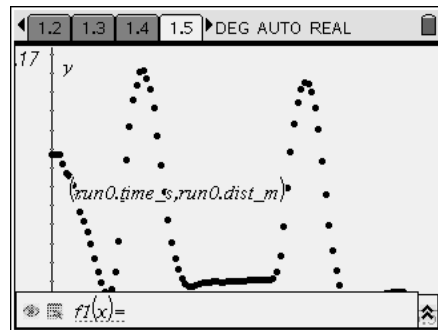 1.2 1.3 1.4 1.5 DEG AUTO REAL
.17 y
(run0.time_s,run0.dist_m)
f1(x)=